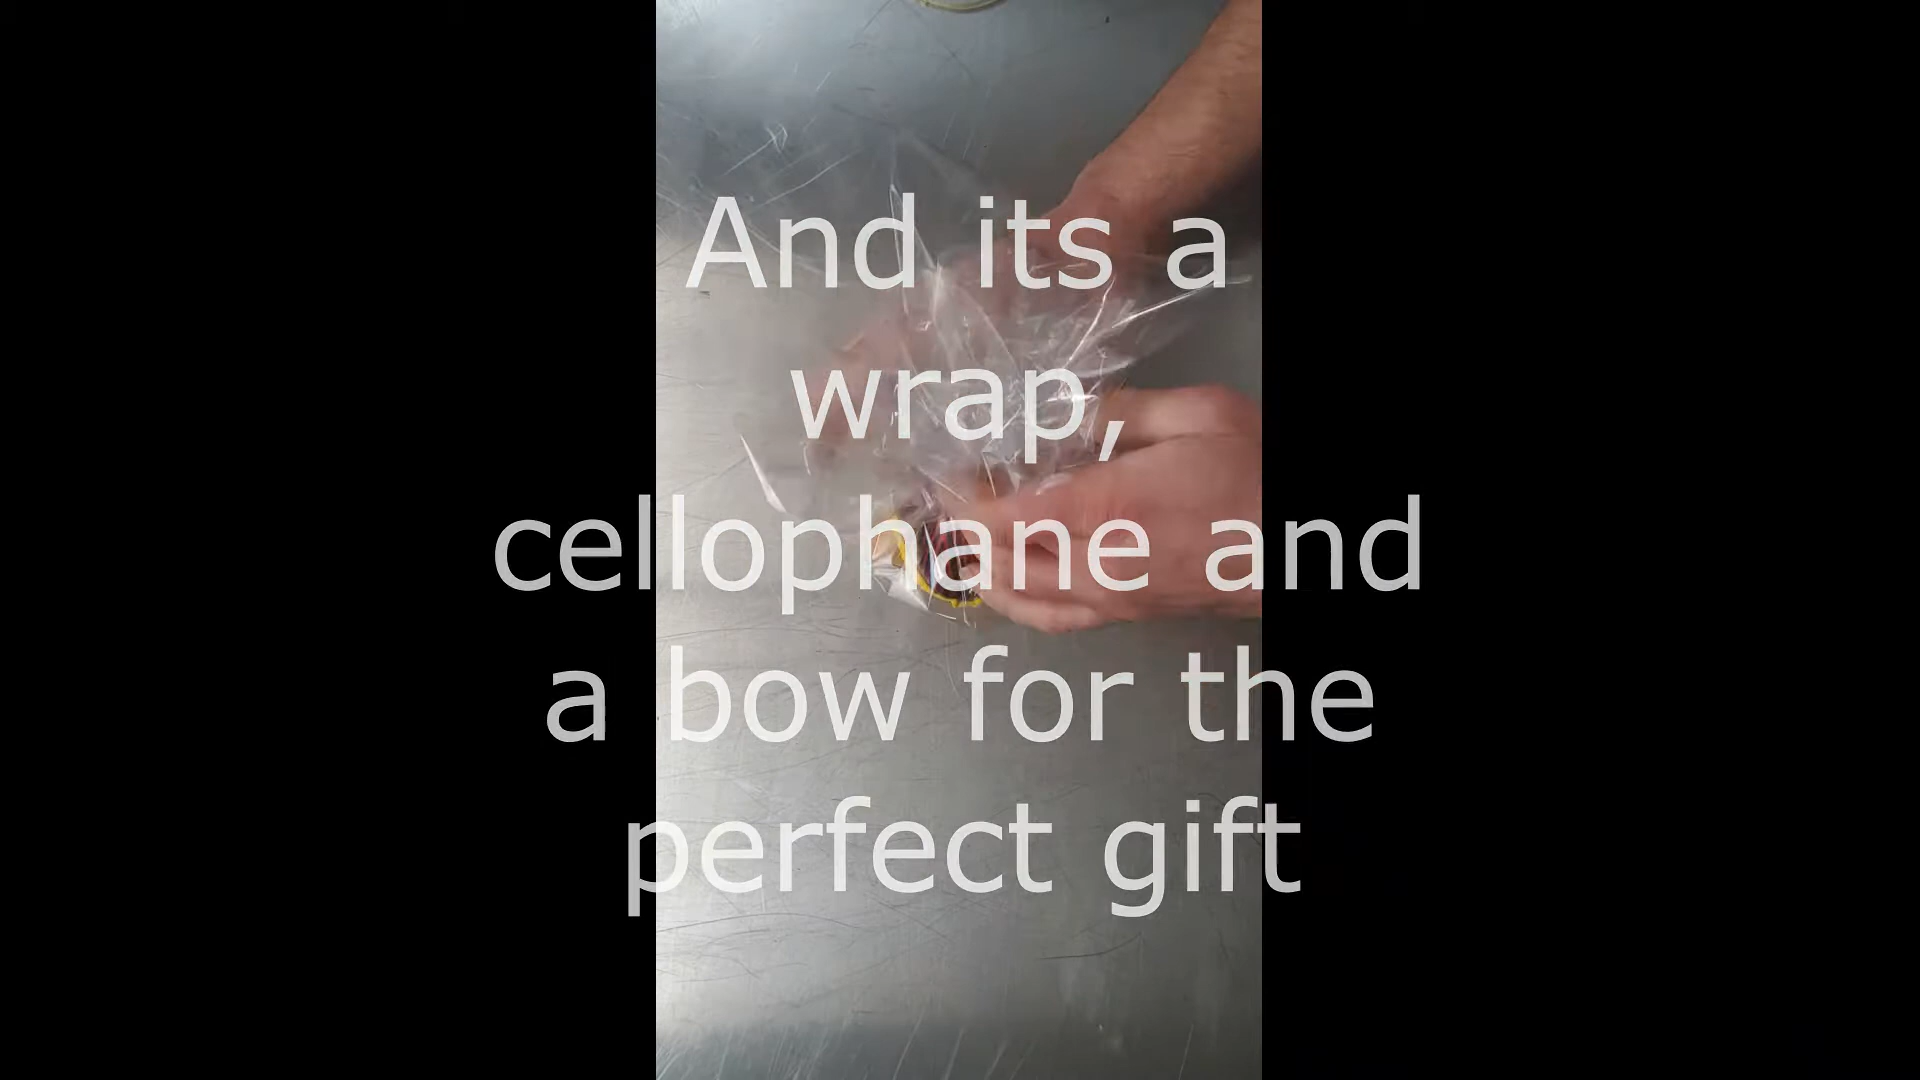 And its a
wrap,
cellophane and
a bow for the
perfect gift